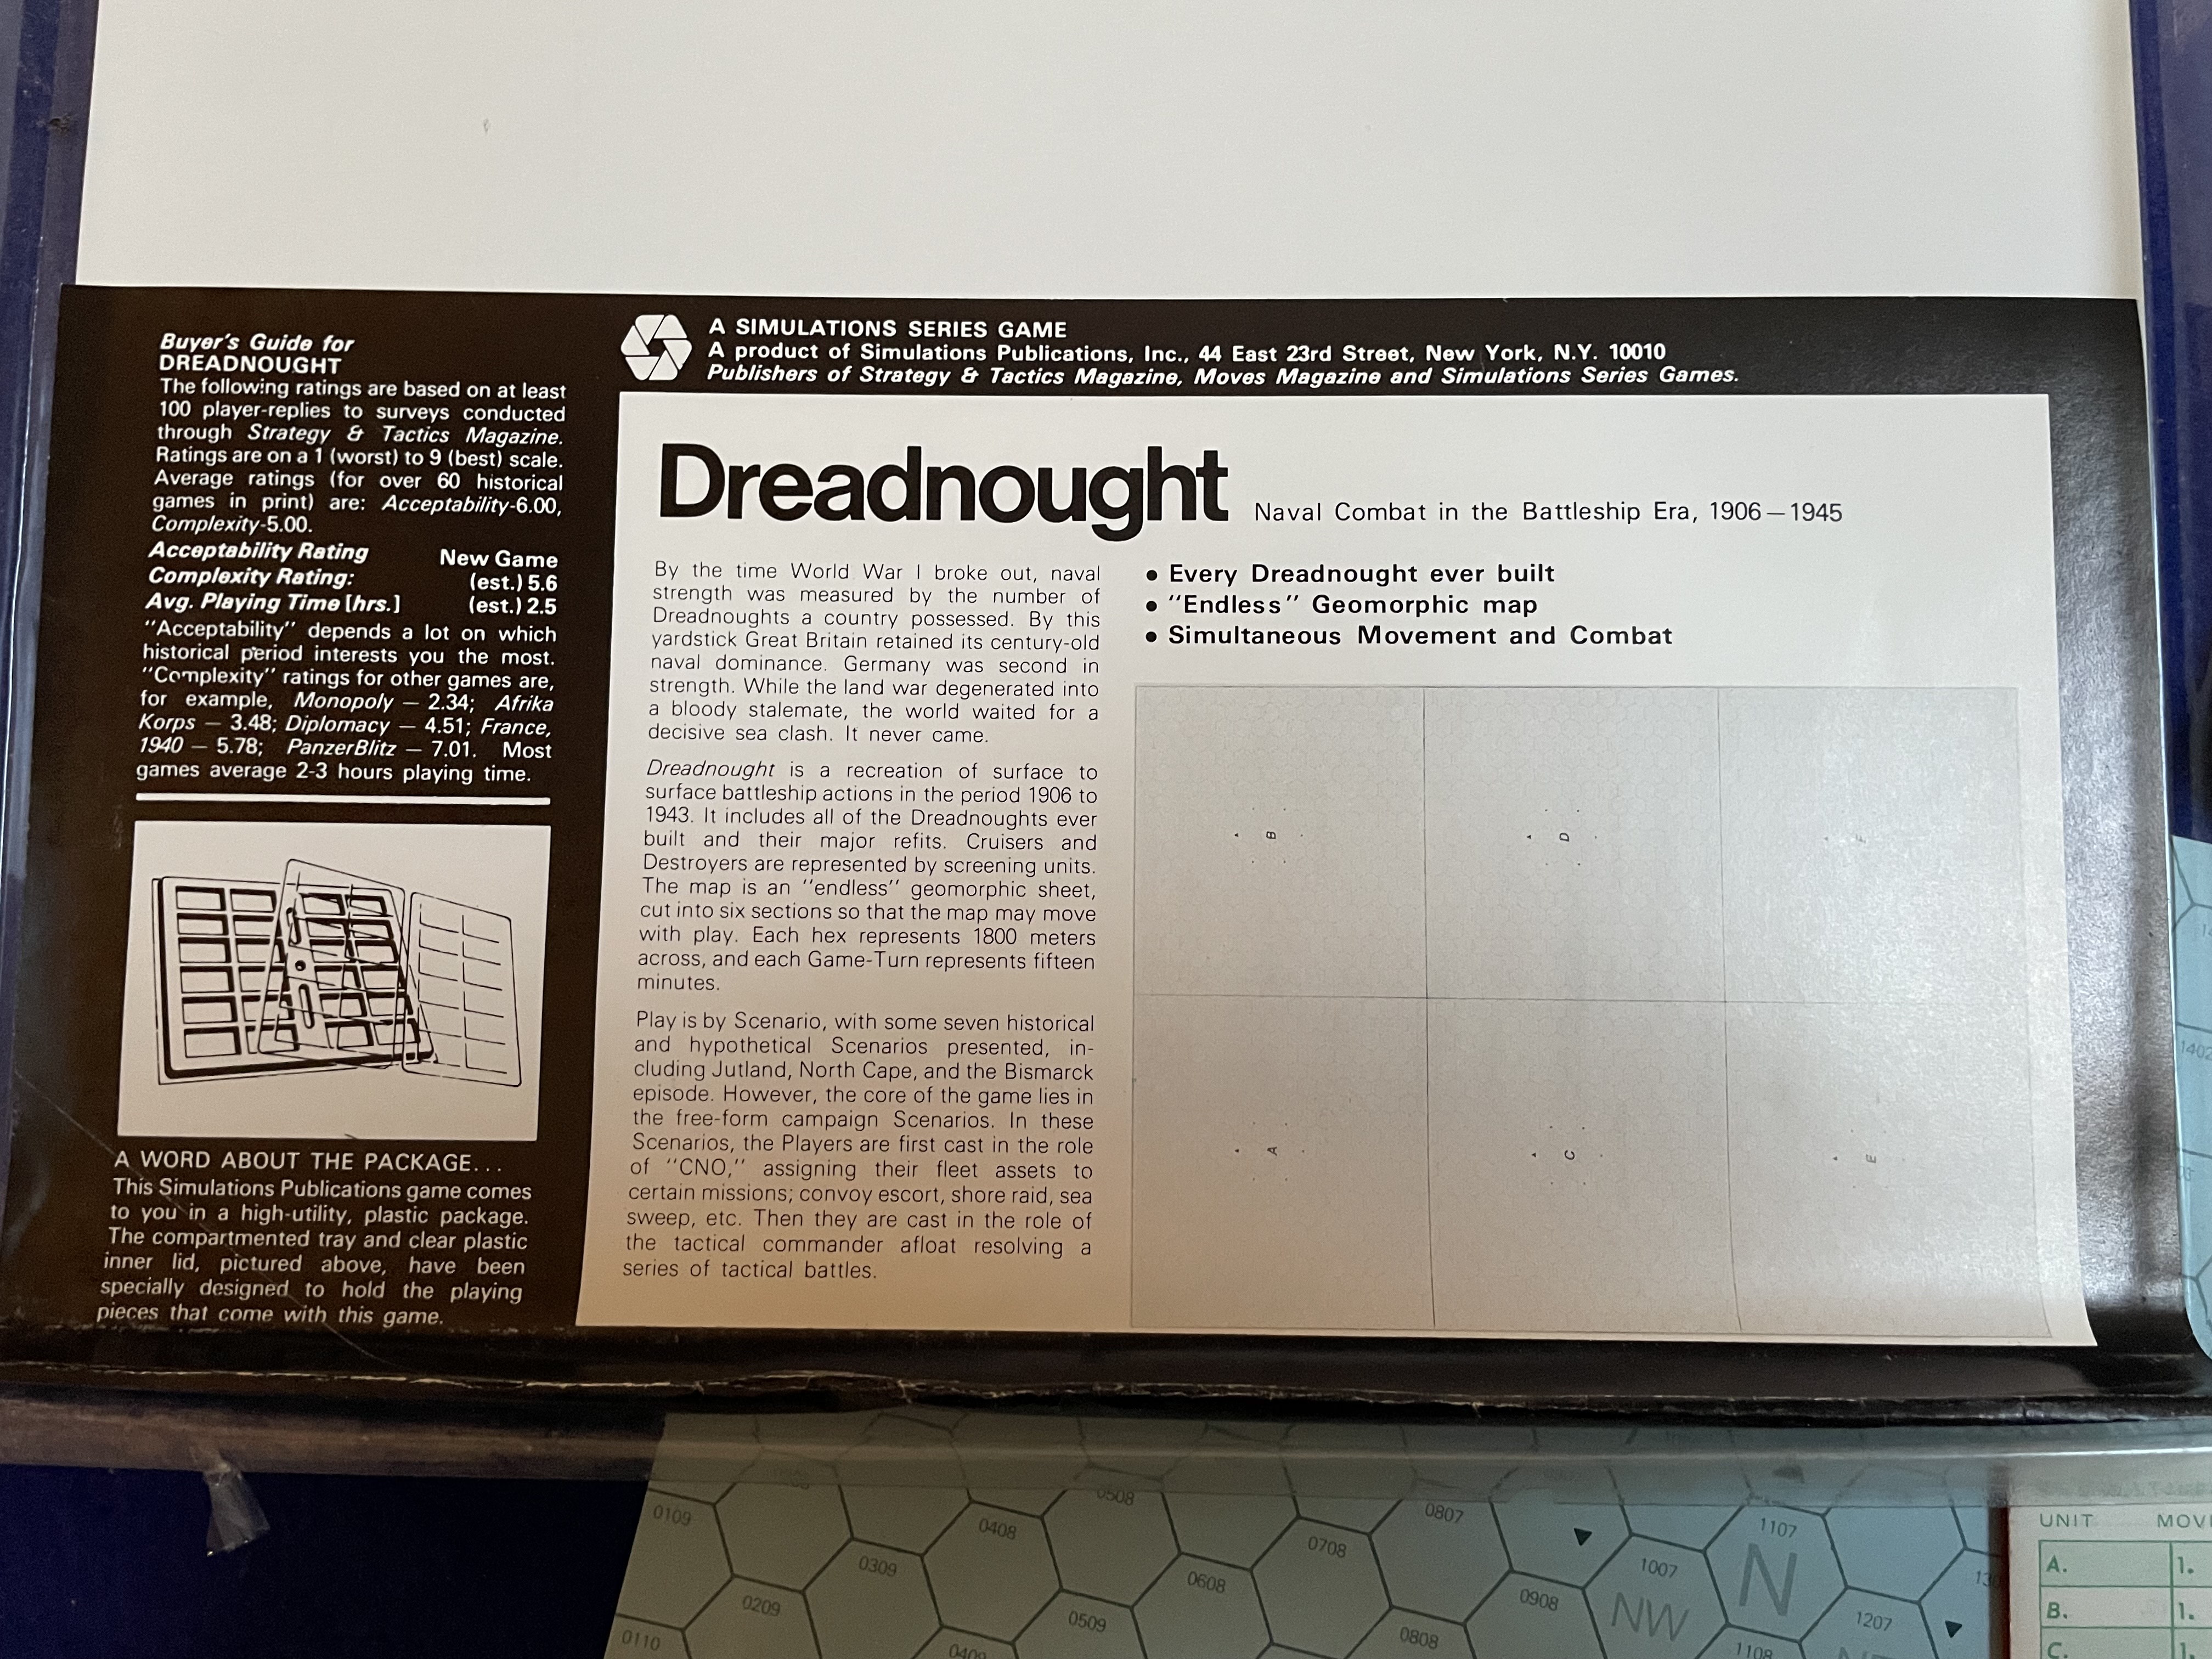 Buyer's Guide for
DREADNOUGHT
The following ratings are based on at least
100 player-replies to surveys conducted
through Strategy & Tactics Magazine.
Ratings are on a 1 (worst) to 9 (best) scale.
Average ratings (for over 60 historical
games in print) are: Acceptability-6.00,
Complexity-5.00.
Acceptability Rating New Game
Complexity Rating: (est.) 5.6
Avg. Playing Time [hrs.] (est.) 2.5
"Acceptability" depends a lot on which
historical period interests you the most.
"Complexity" ratings for other games are,
for example, Monopoly — 2.34; Afrika
Korps — 3.48; Diplomacy — 4.51; France,
1940 — 5.78; PanzerBlitz — 7.01. Most
games average 2-3 hours playing time.
A WORD ABOUT THE PACKAGE...
This Simulations Publications game comes
to you in a high-utility, plastic package.
The compartmented tray and clear plastic
inner lid, pictured above, have been
specially designed to hold the playing
pieces that come with this game.
A SIMULATIONS SERIES GAME
A product of Simulations Publications, Inc., 44 East 23rd Street, New York, N.Y. 10010
Publishers of Strategy & Tactics Magazine, Moves Magazine and Simulations Series Games.
Dreadnought Naval Combat in the Battleship Era, 1906—1945
By the time World War I broke out, naval
strength was measured by the number of
Dreadnoughts a country possessed. By this
yardstick Great Britain retained its century-old
naval dominance. Germany was second in
strength. While the land war degenerated into
a bloody stalemate, the world waited for a
decisive sea clash. It never came.
Dreadnought is a recreation of surface to
surface battleship actions in the period 1906 to
1943. It includes all of the Dreadnoughts ever
built and their major refits. Cruisers and
Destroyers are represented by screening units.
The map is an "endless" geomorphic sheet,
cut into six sections so that the map may move
with play. Each hex represents 1800 meters
across, and each Game-Turn represents fifteen
minutes.
Play is by Scenario, with some seven historical
and hypothetical Scenarios presented, in-
cluding Jutland, North Cape, and the Bismarck
episode. However, the core of the game lies in
the free-form campaign Scenarios. In these
Scenarios, the Players are first cast in the role
of "CNO," assigning their fleet assets to
certain missions; convoy escort, shore raid, sea
sweep, etc. Then they are cast in the role of
the tactical commander afloat resolving a
series of tactical battles.
• Every Dreadnought ever built
• "Endless" Geomorphic map
• Simultaneous Movement and Combat
B
D
F
A
C
E
1402
0109
0508
0408
0807
1107
0309
0708
1007
N
0209
0608
0908
NW
1207
0509
0110
0808
1108
0409
UNIT MOV
A. 1.
B. 1.
C.